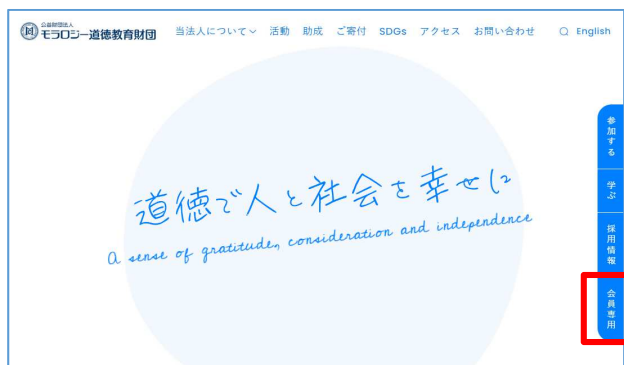 公益財団法人
モラロジー道徳教育財団
当法人について 活動 助成 ご寄付 SDGs アクセス お問い合わせ English
道徳で人と社会を幸せに
A sense of gratitude, consideration and independence
参加する
学ぶ
採用情報
会員専用